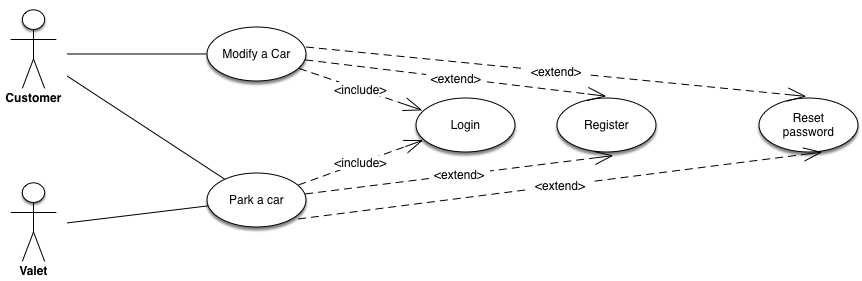 Customer
Modify a Car
<extend>
<extend>
<include>
Login
Register
Reset
password
<include>
<extend>
<extend>
Park a car
Valet